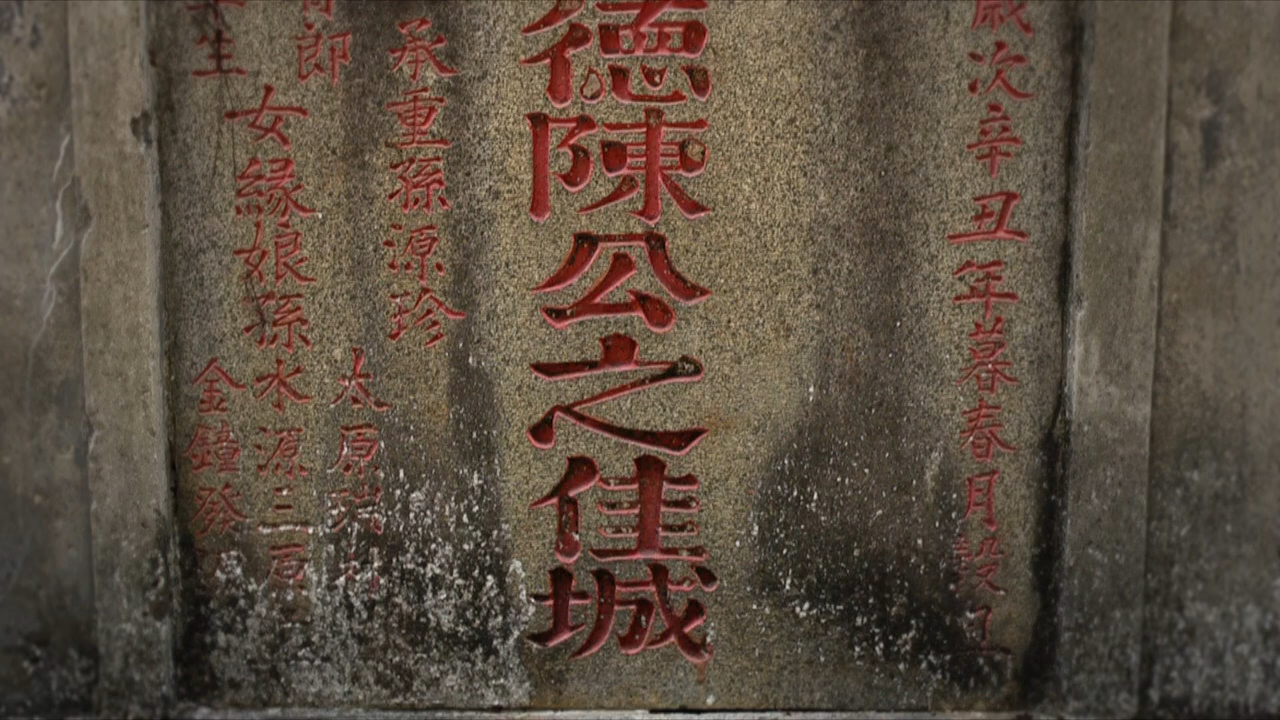 歲次辛丑年暮春月設
德陳公之佳城
承重孫源珍
郎
太原瑞
女緣娘孫水源三
生
金鐘發